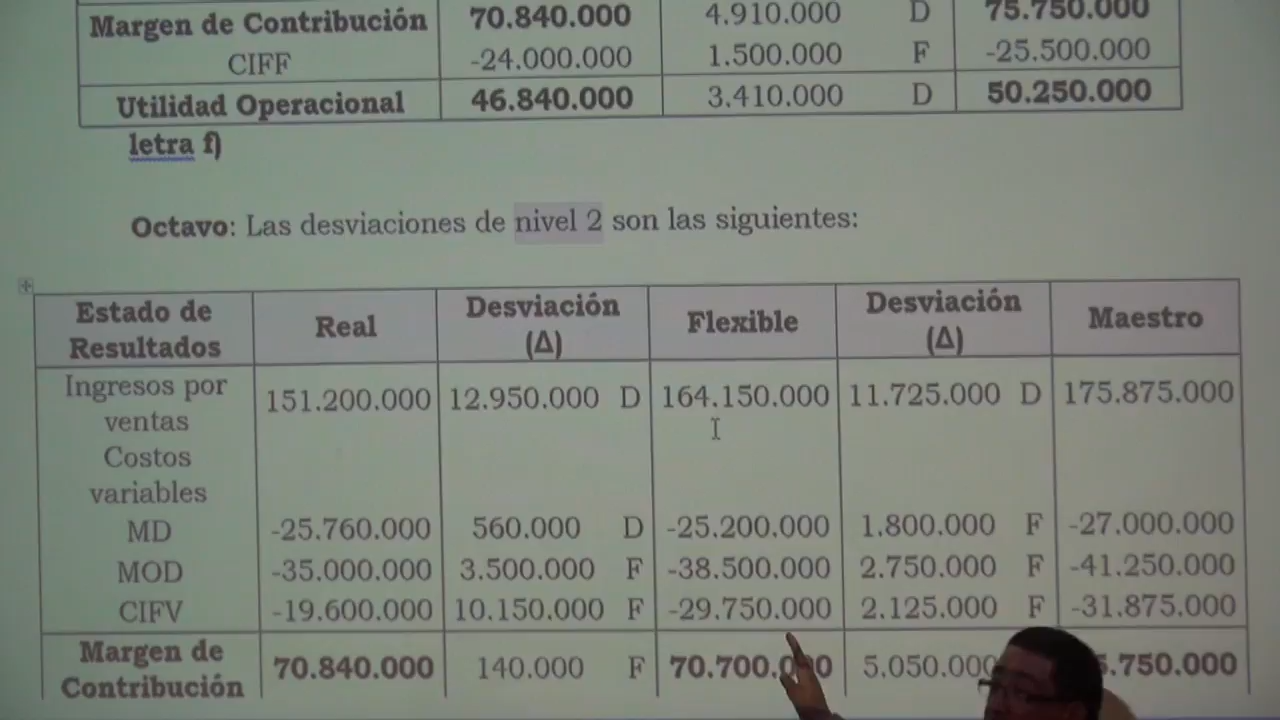 Margen de Contribución 70.840.000 4.910.000 D 75.750.000
CIFF -24.000.000 1.500.000 F -25.500.000
Utilidad Operacional 46.840.000 3.410.000 D 50.250.000
letra f)
Octavo: Las desviaciones de nivel 2 son las siguientes:
Estado de Resultados Real Desviación (Δ) Flexible Desviación (Δ) Maestro
Ingresos por ventas 151.200.000 12.950.000 D 164.150.000 11.725.000 D 175.875.000
Costos variables
MD -25.760.000 560.000 D -25.200.000 1.800.000 F -27.000.000
MOD -35.000.000 3.500.000 F -38.500.000 2.750.000 F -41.250.000
CIFV -19.600.000 10.150.000 F -29.750.000 2.125.000 F -31.875.000
Margen de Contribución 70.840.000 140.000 F 5.050.000